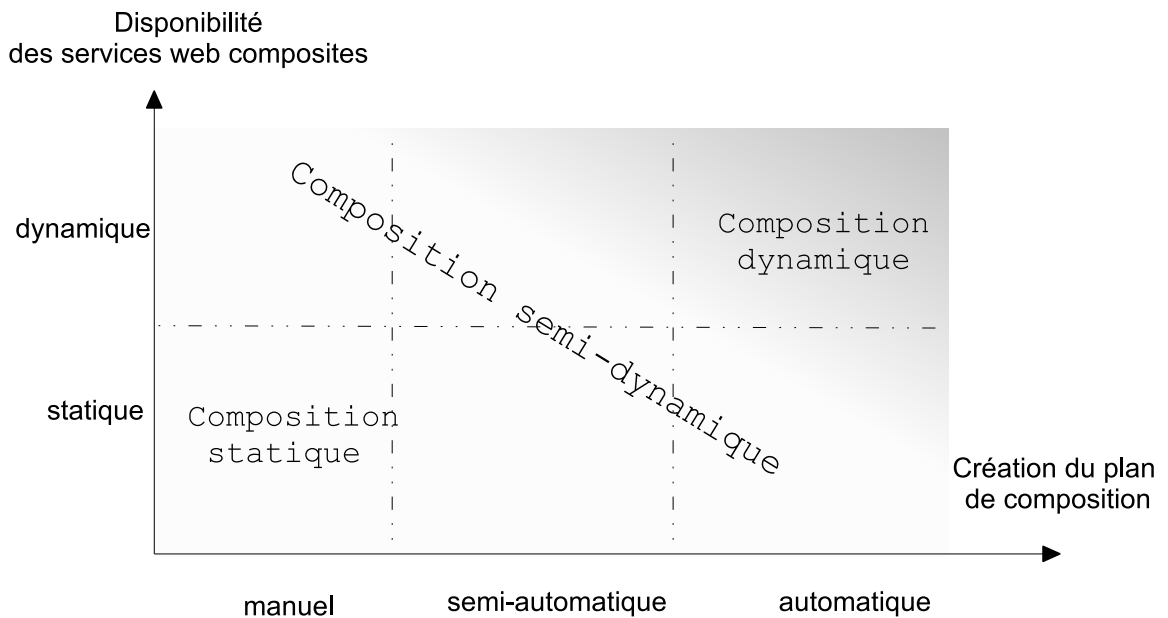 Disponibilité
des services web composites
dynamique
Composition semi-dynamique
Composition
dynamique
statique
Composition
statique
Création du plan
de composition
manuel
semi-automatique
automatique